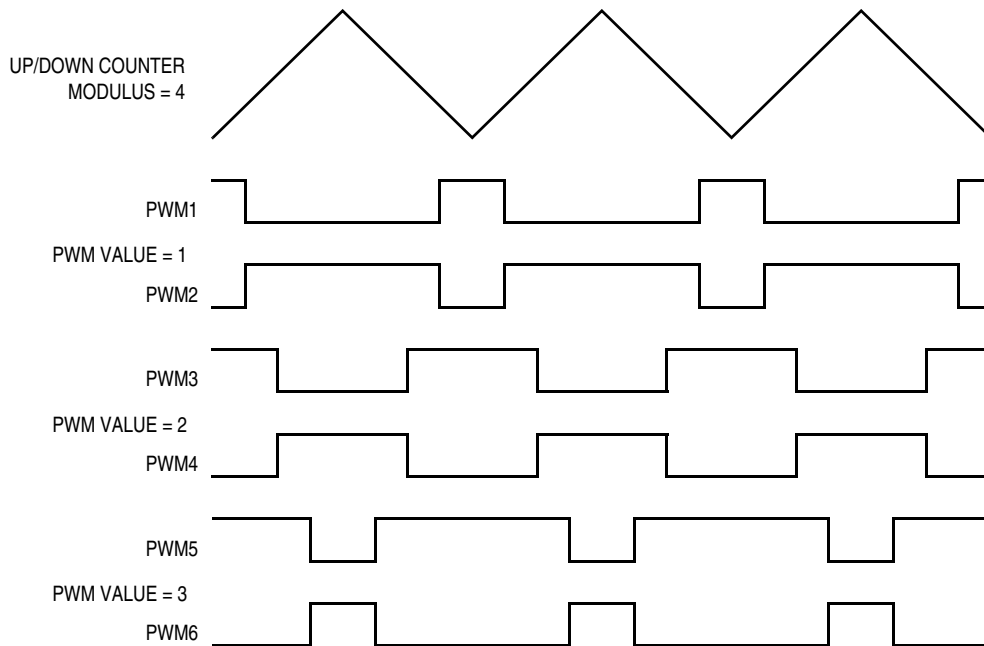 UP/DOWN COUNTER
MODULUS = 4
PWM1
PWM VALUE = 1
PWM2
PWM3
PWM VALUE = 2
PWM4
PWM5
PWM VALUE = 3
PWM6